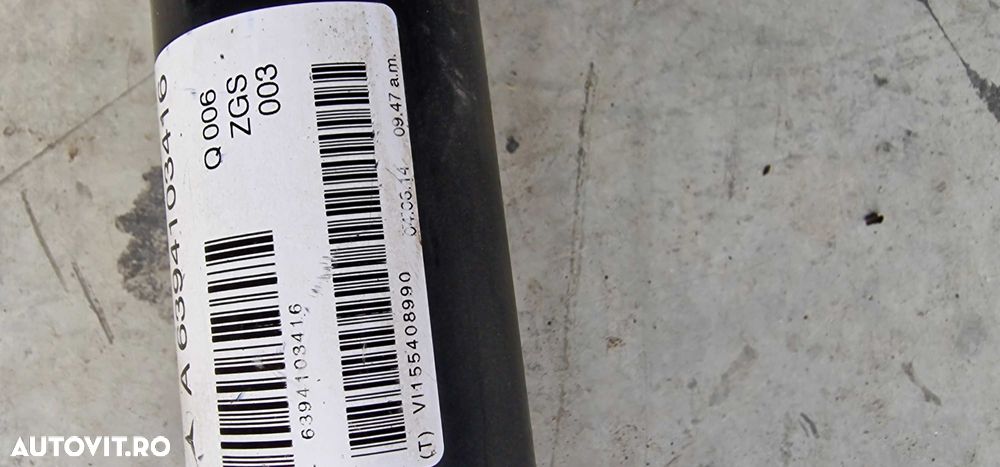 A 6394103416
Q 006
ZGS
003
6394103416
(T) VI155408990
09.47 a.m.
AUTOVIT.RO